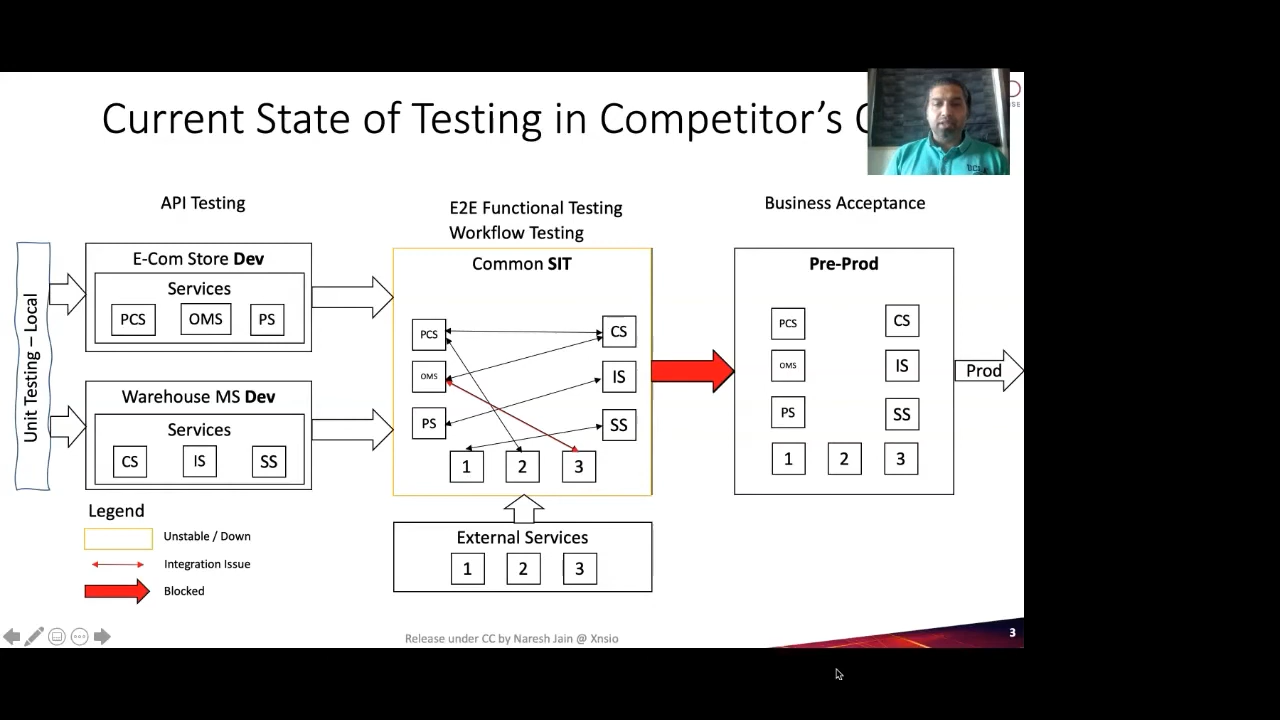 Current State of Testing in Competitor's
API Testing
E2E Functional Testing
Workflow Testing
Business Acceptance
Unit Testing – Local
E-Com Store Dev
Services
PCS OMS PS
Warehouse MS Dev
Services
CS IS SS
Common SIT
PCS CS
OMS IS
PS SS
1 2 3
External Services
1 2 3
Pre-Prod
PCS CS
OMS IS
PS SS
1 2 3
Prod
Legend
Unstable / Down
Integration Issue
Blocked
Release under CC by Naresh Jain @ Xnsio
3